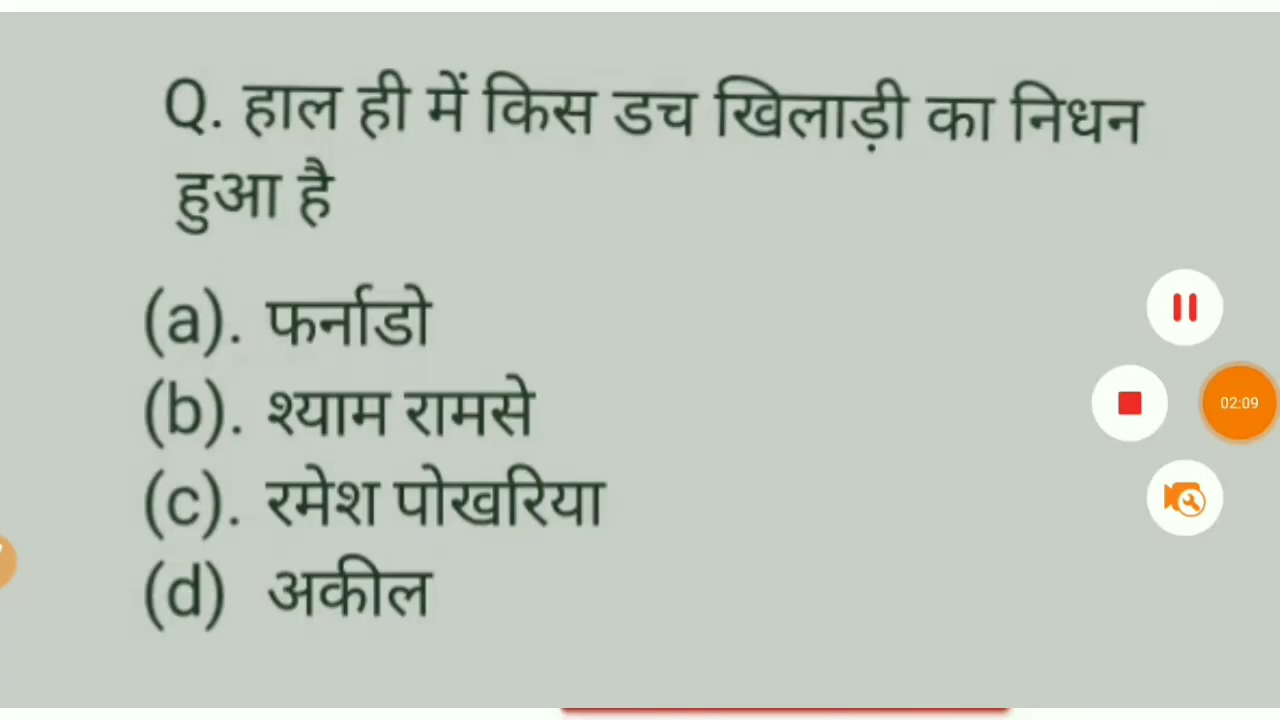 Q. हाल ही में किस डच खिलाड़ी का निधन
हुआ है
(a). फर्नाडो
(b). श्याम रामसे
(c). रमेश पोखरिया
(d) अकील
02:09